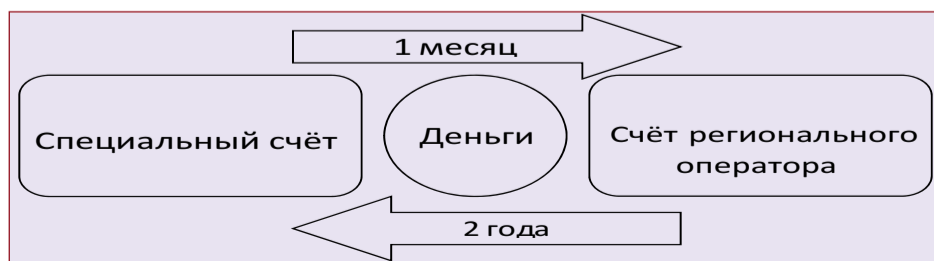 1 месяц
Специальный счёт
Деньги
Счёт регионального
оператора
2 года